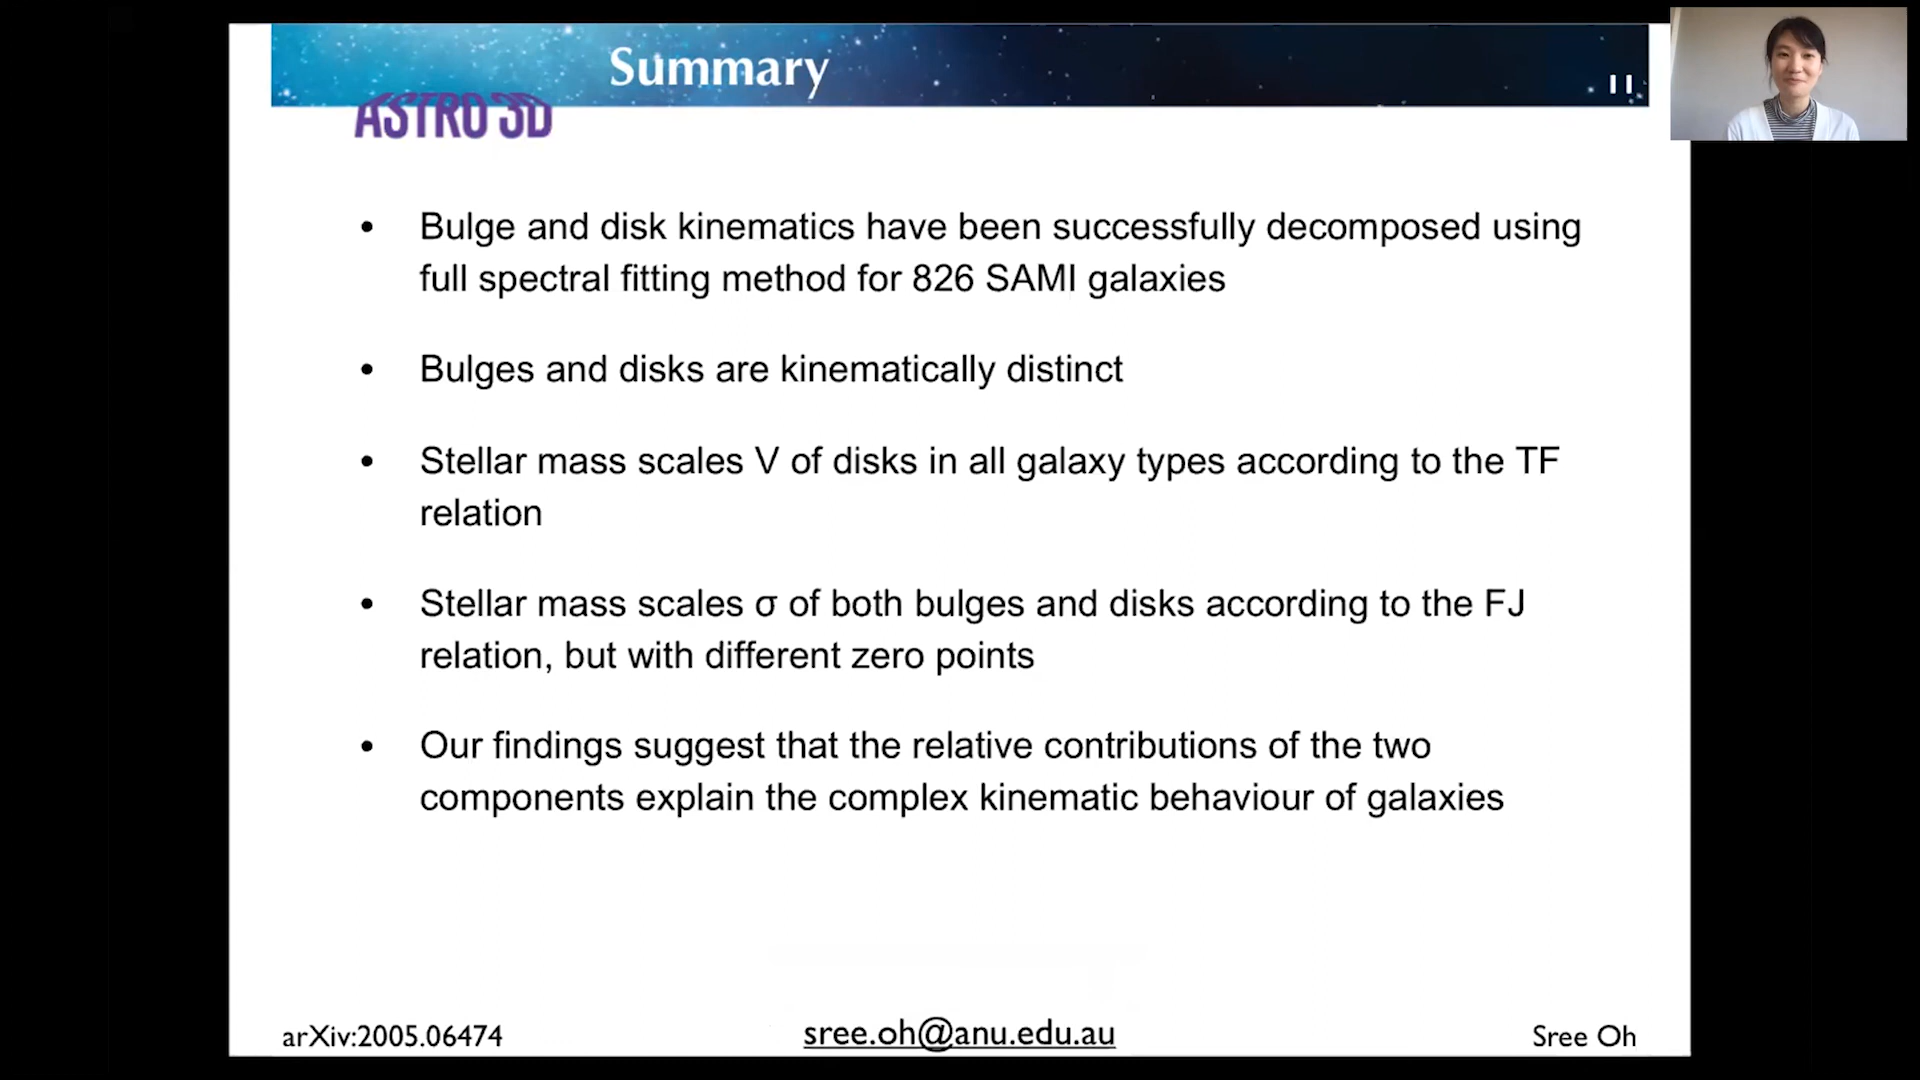 Summary
11
ASTRO 3D
• Bulge and disk kinematics have been successfully decomposed using
full spectral fitting method for 826 SAMI galaxies
• Bulges and disks are kinematically distinct
• Stellar mass scales V of disks in all galaxy types according to the TF
relation
• Stellar mass scales σ of both bulges and disks according to the FJ
relation, but with different zero points
• Our findings suggest that the relative contributions of the two
components explain the complex kinematic behaviour of galaxies
arXiv:2005.06474
sree.oh@anu.edu.au
Sree Oh